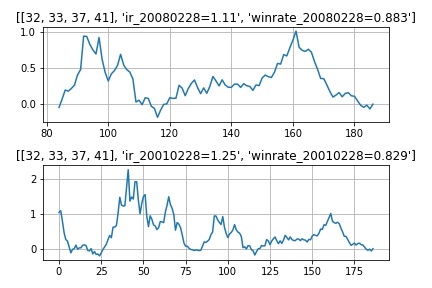 [[32, 33, 37, 41], 'ir_20080228=1.11', 'winrate_20080228=0.883']
1.0
0.5
0.0
80 100 120 140 160 180
[[32, 33, 37, 41], 'ir_20010228=1.25', 'winrate_20010228=0.829']
2
1
0
0 25 50 75 100 125 150 175